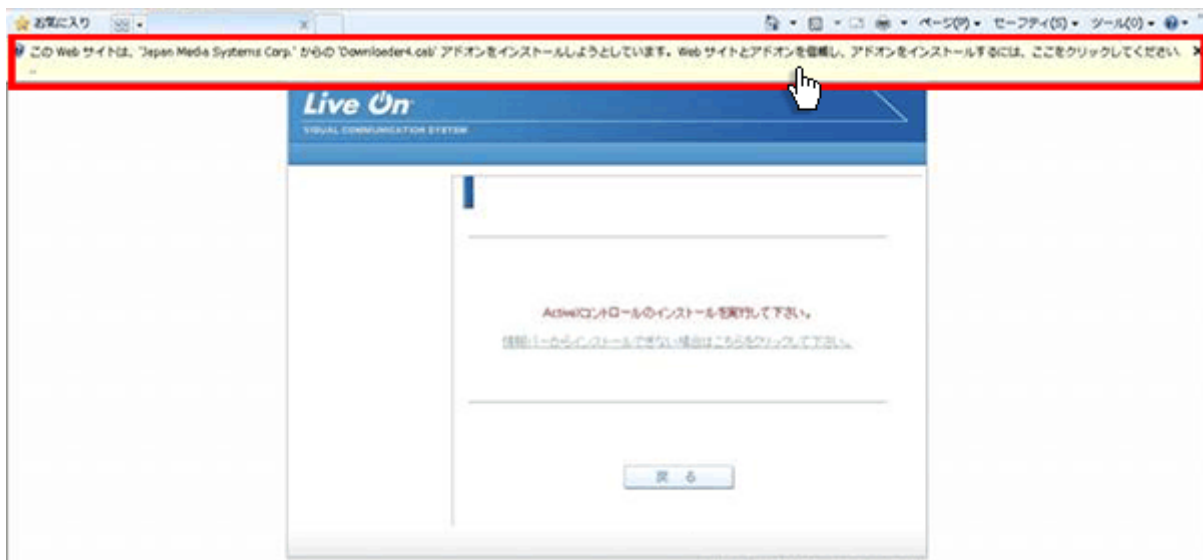 お気に入り
ページ(P) セーフティ(S) ツール(O)
この Web サイトは、'Japan Media Systems Corp.' からの 'Downloader4.cab' アドオンをインストールしようとしています。Web サイトとアドオンを信頼し、アドオンをインストールするには、ここをクリックしてください
...
Live On
VISUAL COMMUNICATION SYSTEM
ActiveXコントロールのインストールを実行して下さい。
情報バーからインストールできない場合はこちらをクリックして下さい。
戻 る